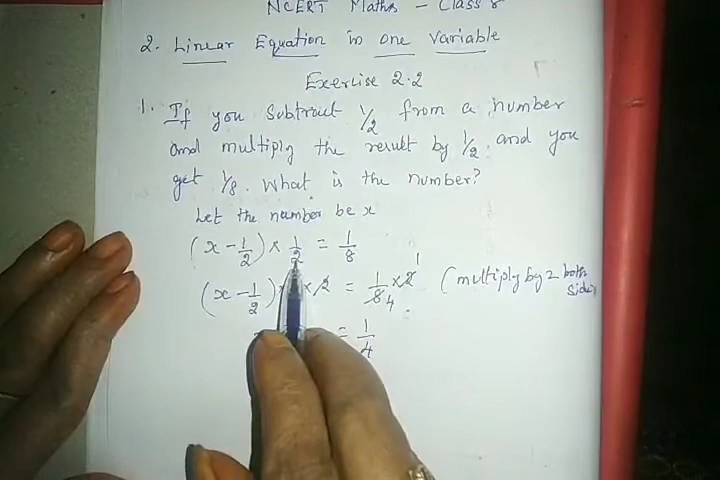 NCERT Maths - Class 8
2. Linear Equation in one Variable
Exercise 2.2
1. If you subtract 1/2 from a number
and multiply the result by 1/2 and you
get 1/8. What is the number?
Let the number be x
(x - 1/2) × 1/2 = 1/8
(x - 1/2) × 2 = 1/8 4 × 2 1 (multiply by 2 both sides
= 1/4